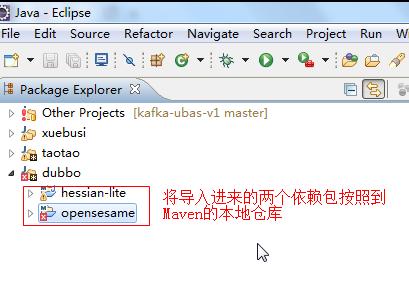 Java - Eclipse
File Edit Source Refactor Navigate Search Project Run Window
Package Explorer
Other Projects [kafka-ubas-v1 master]
xuebusi
taotao
dubbo
hessian-lite
opensesame
将导入进来的两个依赖包按照到
Maven的本地仓库